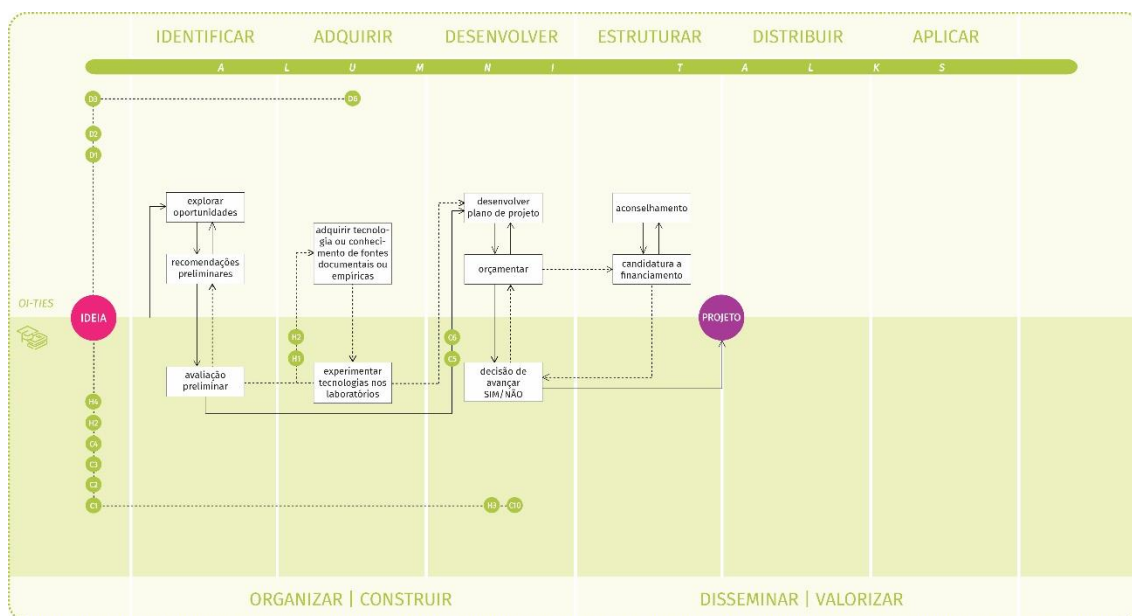 IDENTIFICAR
ADQUIRIR
DESENVOLVER
ESTRUTURAR
DISTRIBUIR
APLICAR
A L U M N I T A L K S
D3
D6
D2
D1
explorar
oportunidades
recomendações
preliminares
adquirir tecnolo-
gia ou conheci-
mento de fontes
documentais ou
empíricas
desenvolver
plano de projeto
orçamentar
aconselhamento
candidatura a
financiamento
OI-TIES
IDEIA
PROJETO
H2
H1
C6
C5
avaliação
preliminar
experimentar
tecnologias nos
laboratórios
decisão de
avançar
SIM/NÃO
H4
H2
C4
C3
C2
C1
H3
C10
ORGANIZAR | CONSTRUIR
DISSEMINAR | VALORIZAR